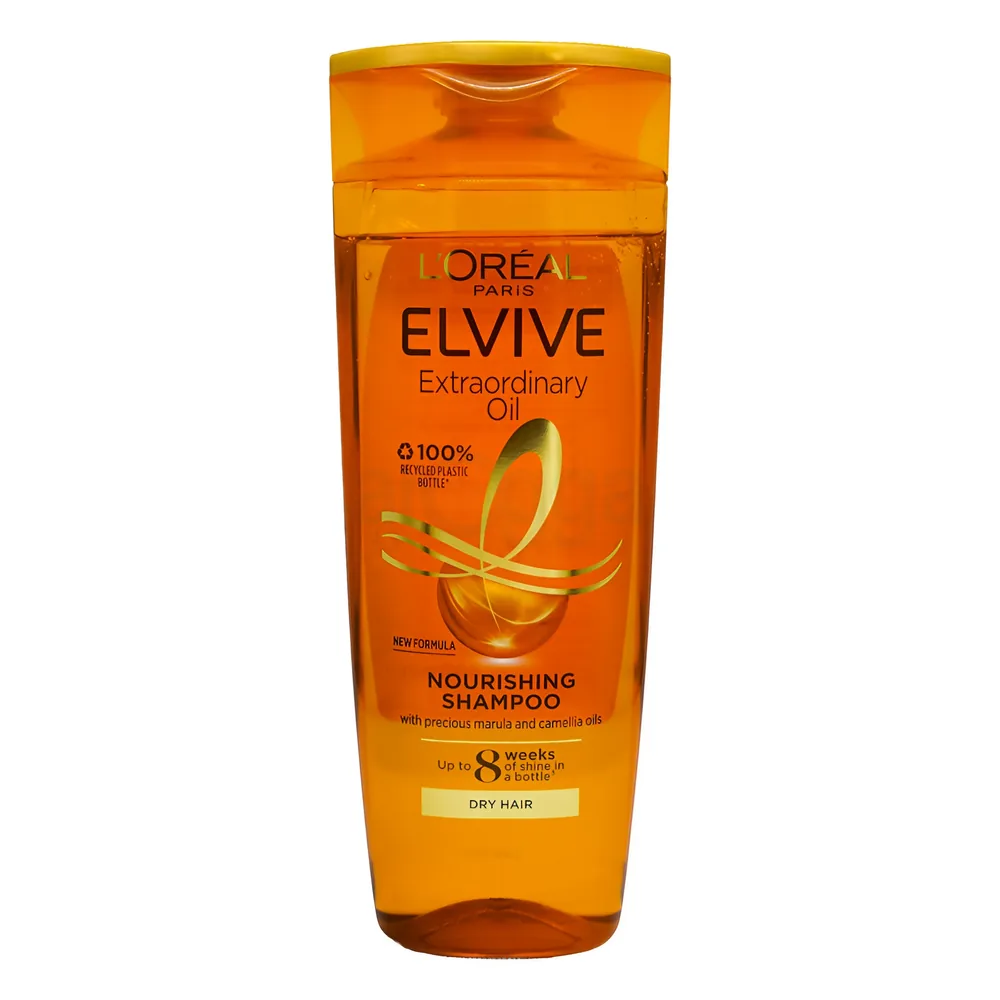 L'ORÉAL
PARIS
ELVIVE
Extraordinary
Oil
100%
RECYCLED PLASTIC
BOTTLE*
NEW FORMULA
NOURISHING
SHAMPOO
with precious marula and camellia oils
Up to 8 weeks
of shine in
a bottle
DRY HAIR